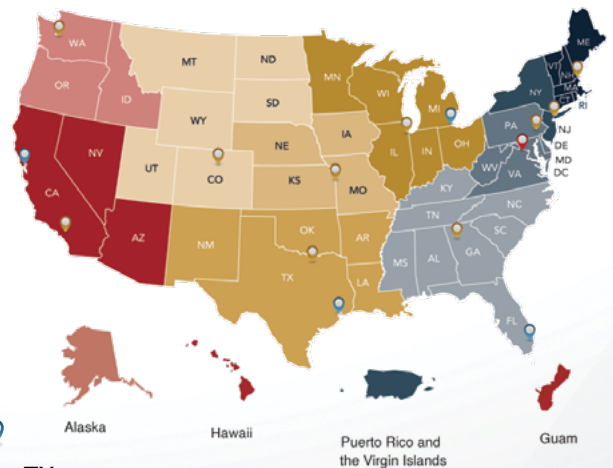 WA
OR
ID
MT
ND
SD
WY
NE
UT
CO
KS
NV
CA
AZ
NM
TX
OK
AR
LA
MN
WI
MI
IA
MO
IL
IN
OH
KY
TN
MS
AL
GA
NC
SC
FL
WV
VA
PA
NY
VT
NH
ME
MA
CT
RI
NJ
DE
MD
DC
Alaska
Hawaii
Puerto Rico and
the Virgin Islands
Guam